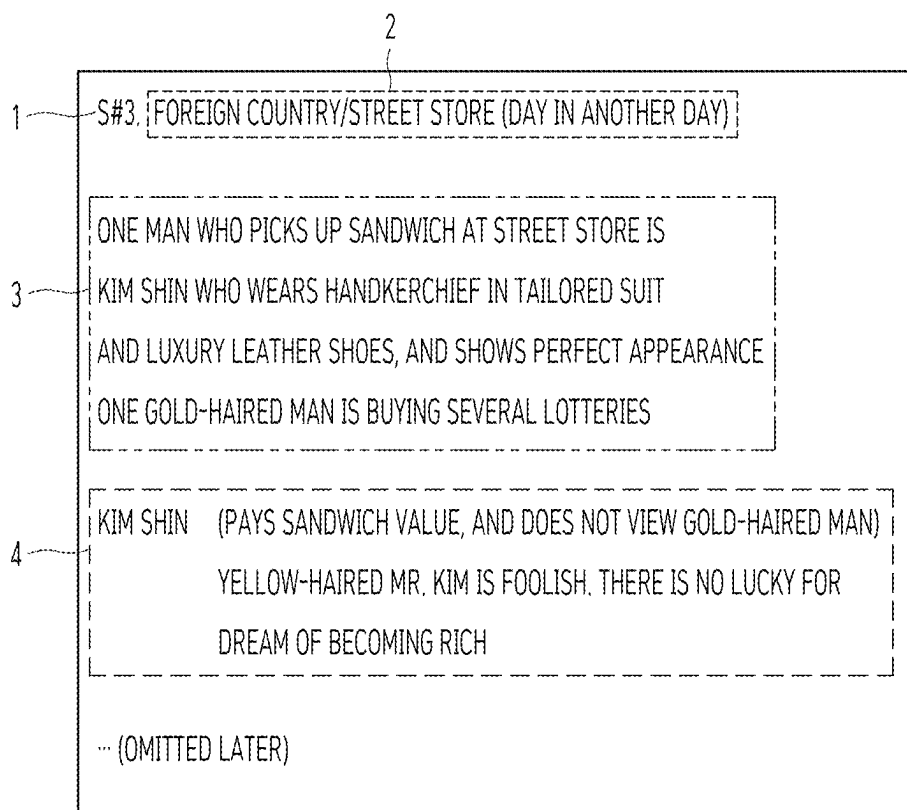 2
1 S#3. FOREIGN COUNTRY/STREET STORE (DAY IN ANOTHER DAY)
ONE MAN WHO PICKS UP SANDWICH AT STREET STORE IS
3 KIM SHIN WHO WEARS HANDKERCHIEF IN TAILORED SUIT
AND LUXURY LEATHER SHOES, AND SHOWS PERFECT APPEARANCE
ONE GOLD-HAIRED MAN IS BUYING SEVERAL LOTTERIES
KIM SHIN (PAYS SANDWICH VALUE, AND DOES NOT VIEW GOLD-HAIRED MAN)
4 YELLOW-HAIRED MR. KIM IS FOOLISH. THERE IS NO LUCKY FOR
DREAM OF BECOMING RICH
··· (OMITTED LATER)